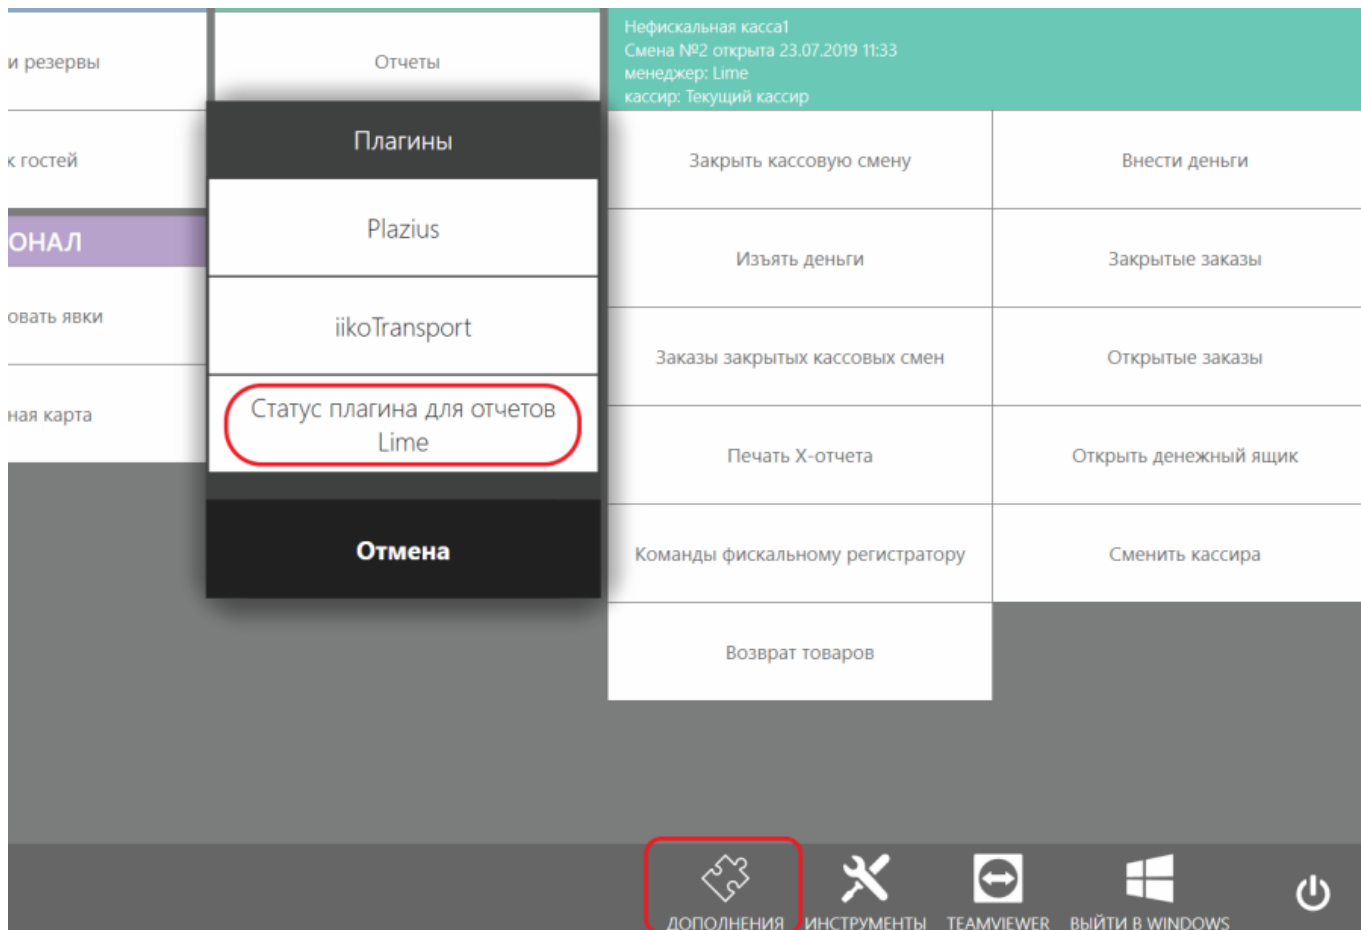 и резервы
к гостей
ОНАЛ
овать явки
ная карта
Отчеты
Плагины
Plazius
iikoTransport
Статус плагина для отчетов
Lime
Отмена
Нефискальная касса1
Смена №2 открыта 23.07.2019 11:33
менеджер: Lime
кассир: Текущий кассир
Закрыть кассовую смену
Внести деньги
Изъять деньги
Закрытые заказы
Заказы закрытых кассовых смен
Открытые заказы
Печать X-отчета
Открыть денежный ящик
Команды фискальному регистратору
Сменить кассира
Возврат товаров
ДОПОЛНЕНИЯ
ИНСТРУМЕНТЫ
TEAMVIEWER
ВЫЙТИ В WINDOWS